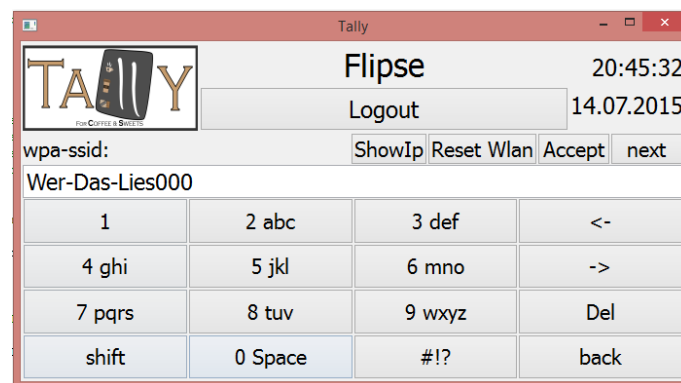 Tally
TALLY
FOR COFFEE & SWEETS
Flipse
20:45:32
Logout
14.07.2015
wpa-ssid:
ShowIp Reset Wlan Accept next
Wer-Das-Lies000
1 2 abc 3 def <-
4 ghi 5 jkl 6 mno ->
7 pqrs 8 tuv 9 wxyz Del
shift 0 Space #!? back